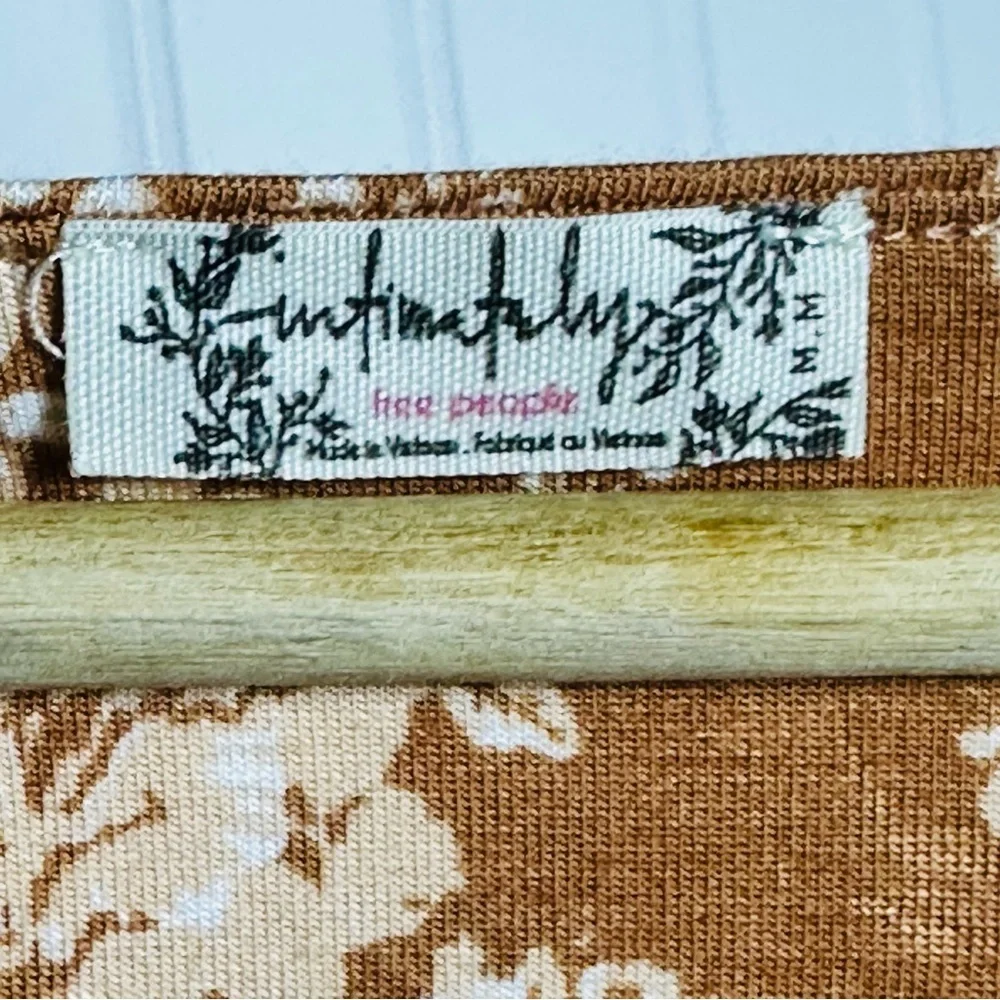 intimately
free people
Made in Vietnam . Fabriqué au Vietnam
M.M